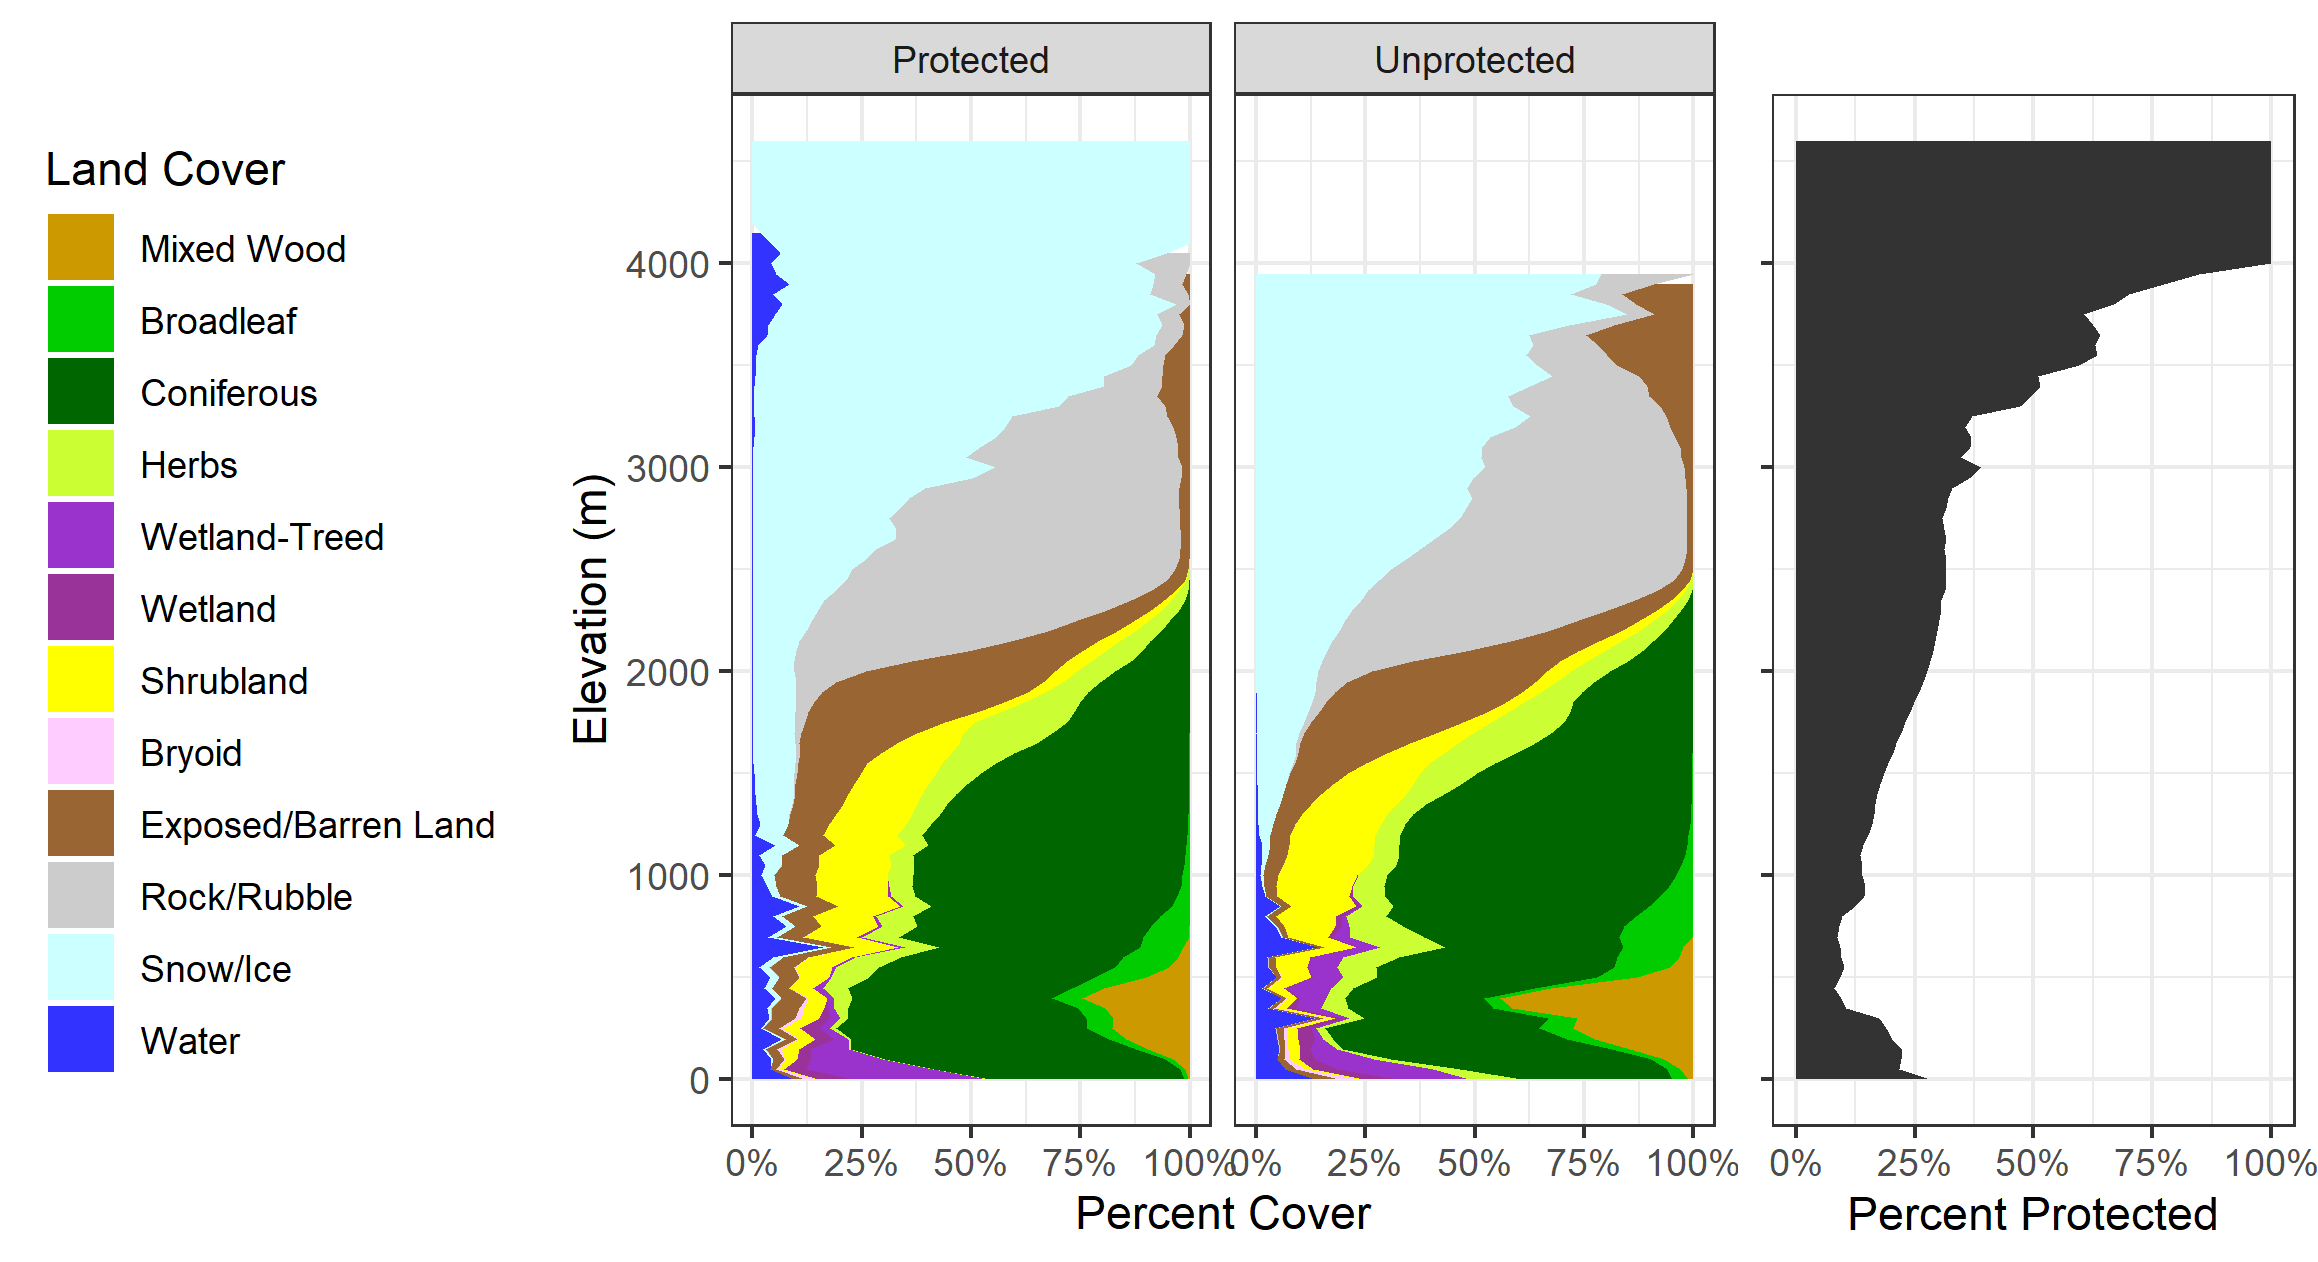 Protected
Unprotected
Land Cover
Mixed Wood
Broadleaf
Coniferous
Herbs
Wetland-Treed
Wetland
Shrubland
Bryoid
Exposed/Barren Land
Rock/Rubble
Snow/Ice
Water
Elevation (m)
4000
3000
2000
1000
0
0% 25% 50% 75% 100%
0% 25% 50% 75% 100%
0% 25% 50% 75% 100%
Percent Cover
Percent Protected